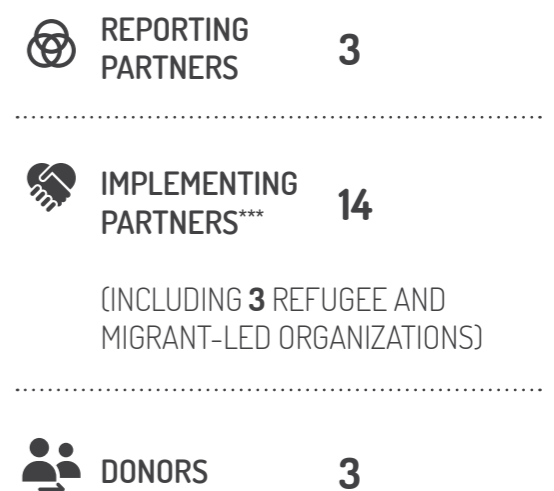 REPORTING
PARTNERS 3
IMPLEMENTING
PARTNERS*** 14
(INCLUDING 3 REFUGEE AND
MIGRANT-LED ORGANIZATIONS)
DONORS 3